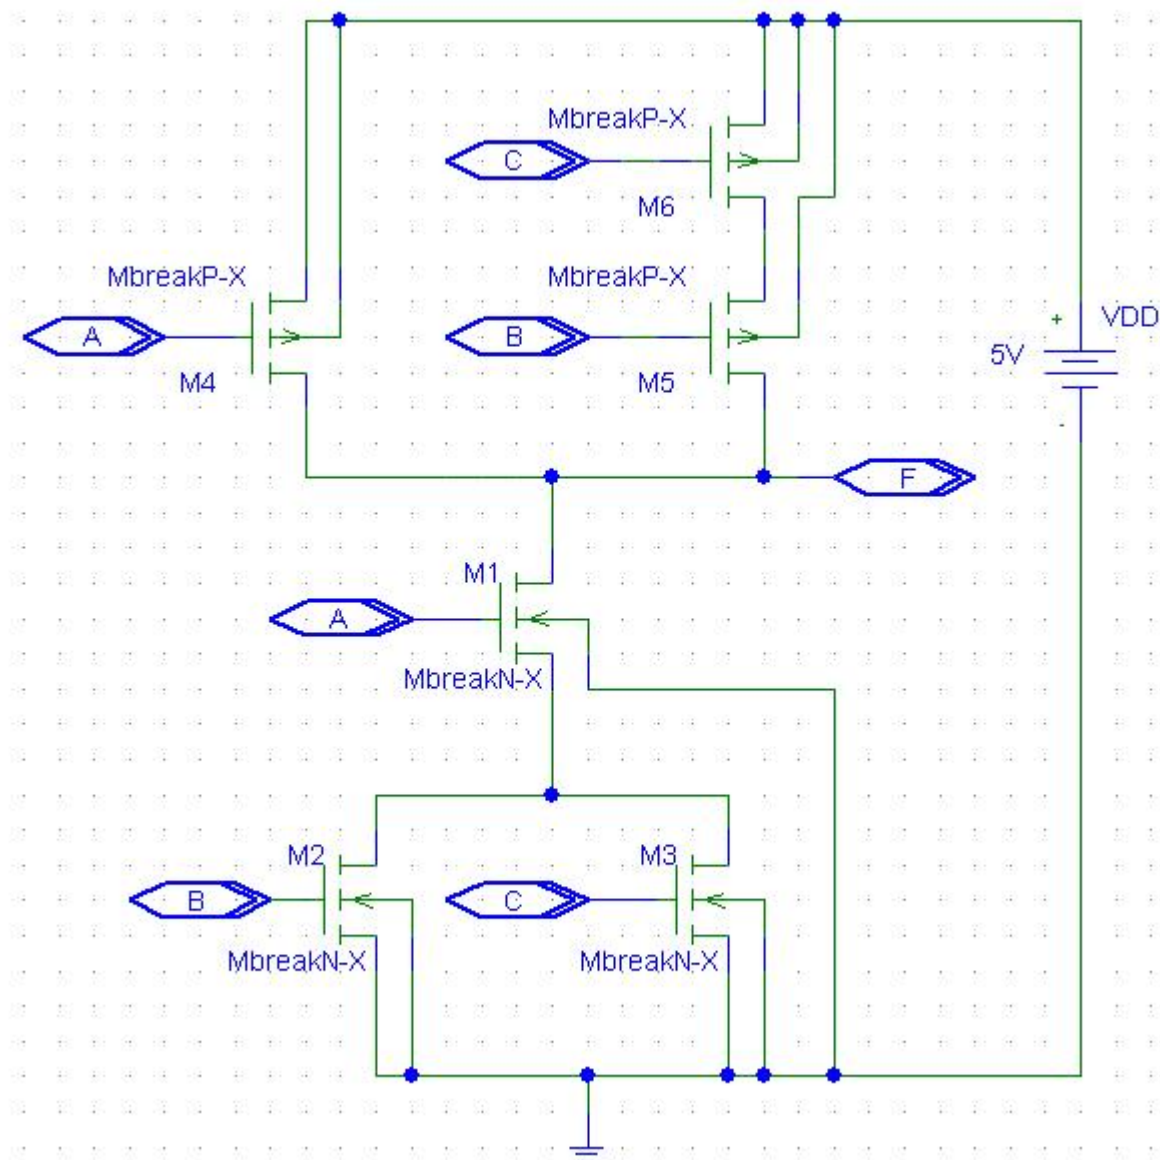 MbreakP-X
C
M6
MbreakP-X
MbreakP-X
A
B
M4
M5
+
VDD
5V
-
F
M1
A
MbreakN-X
M2
M3
B
C
MbreakN-X
MbreakN-X